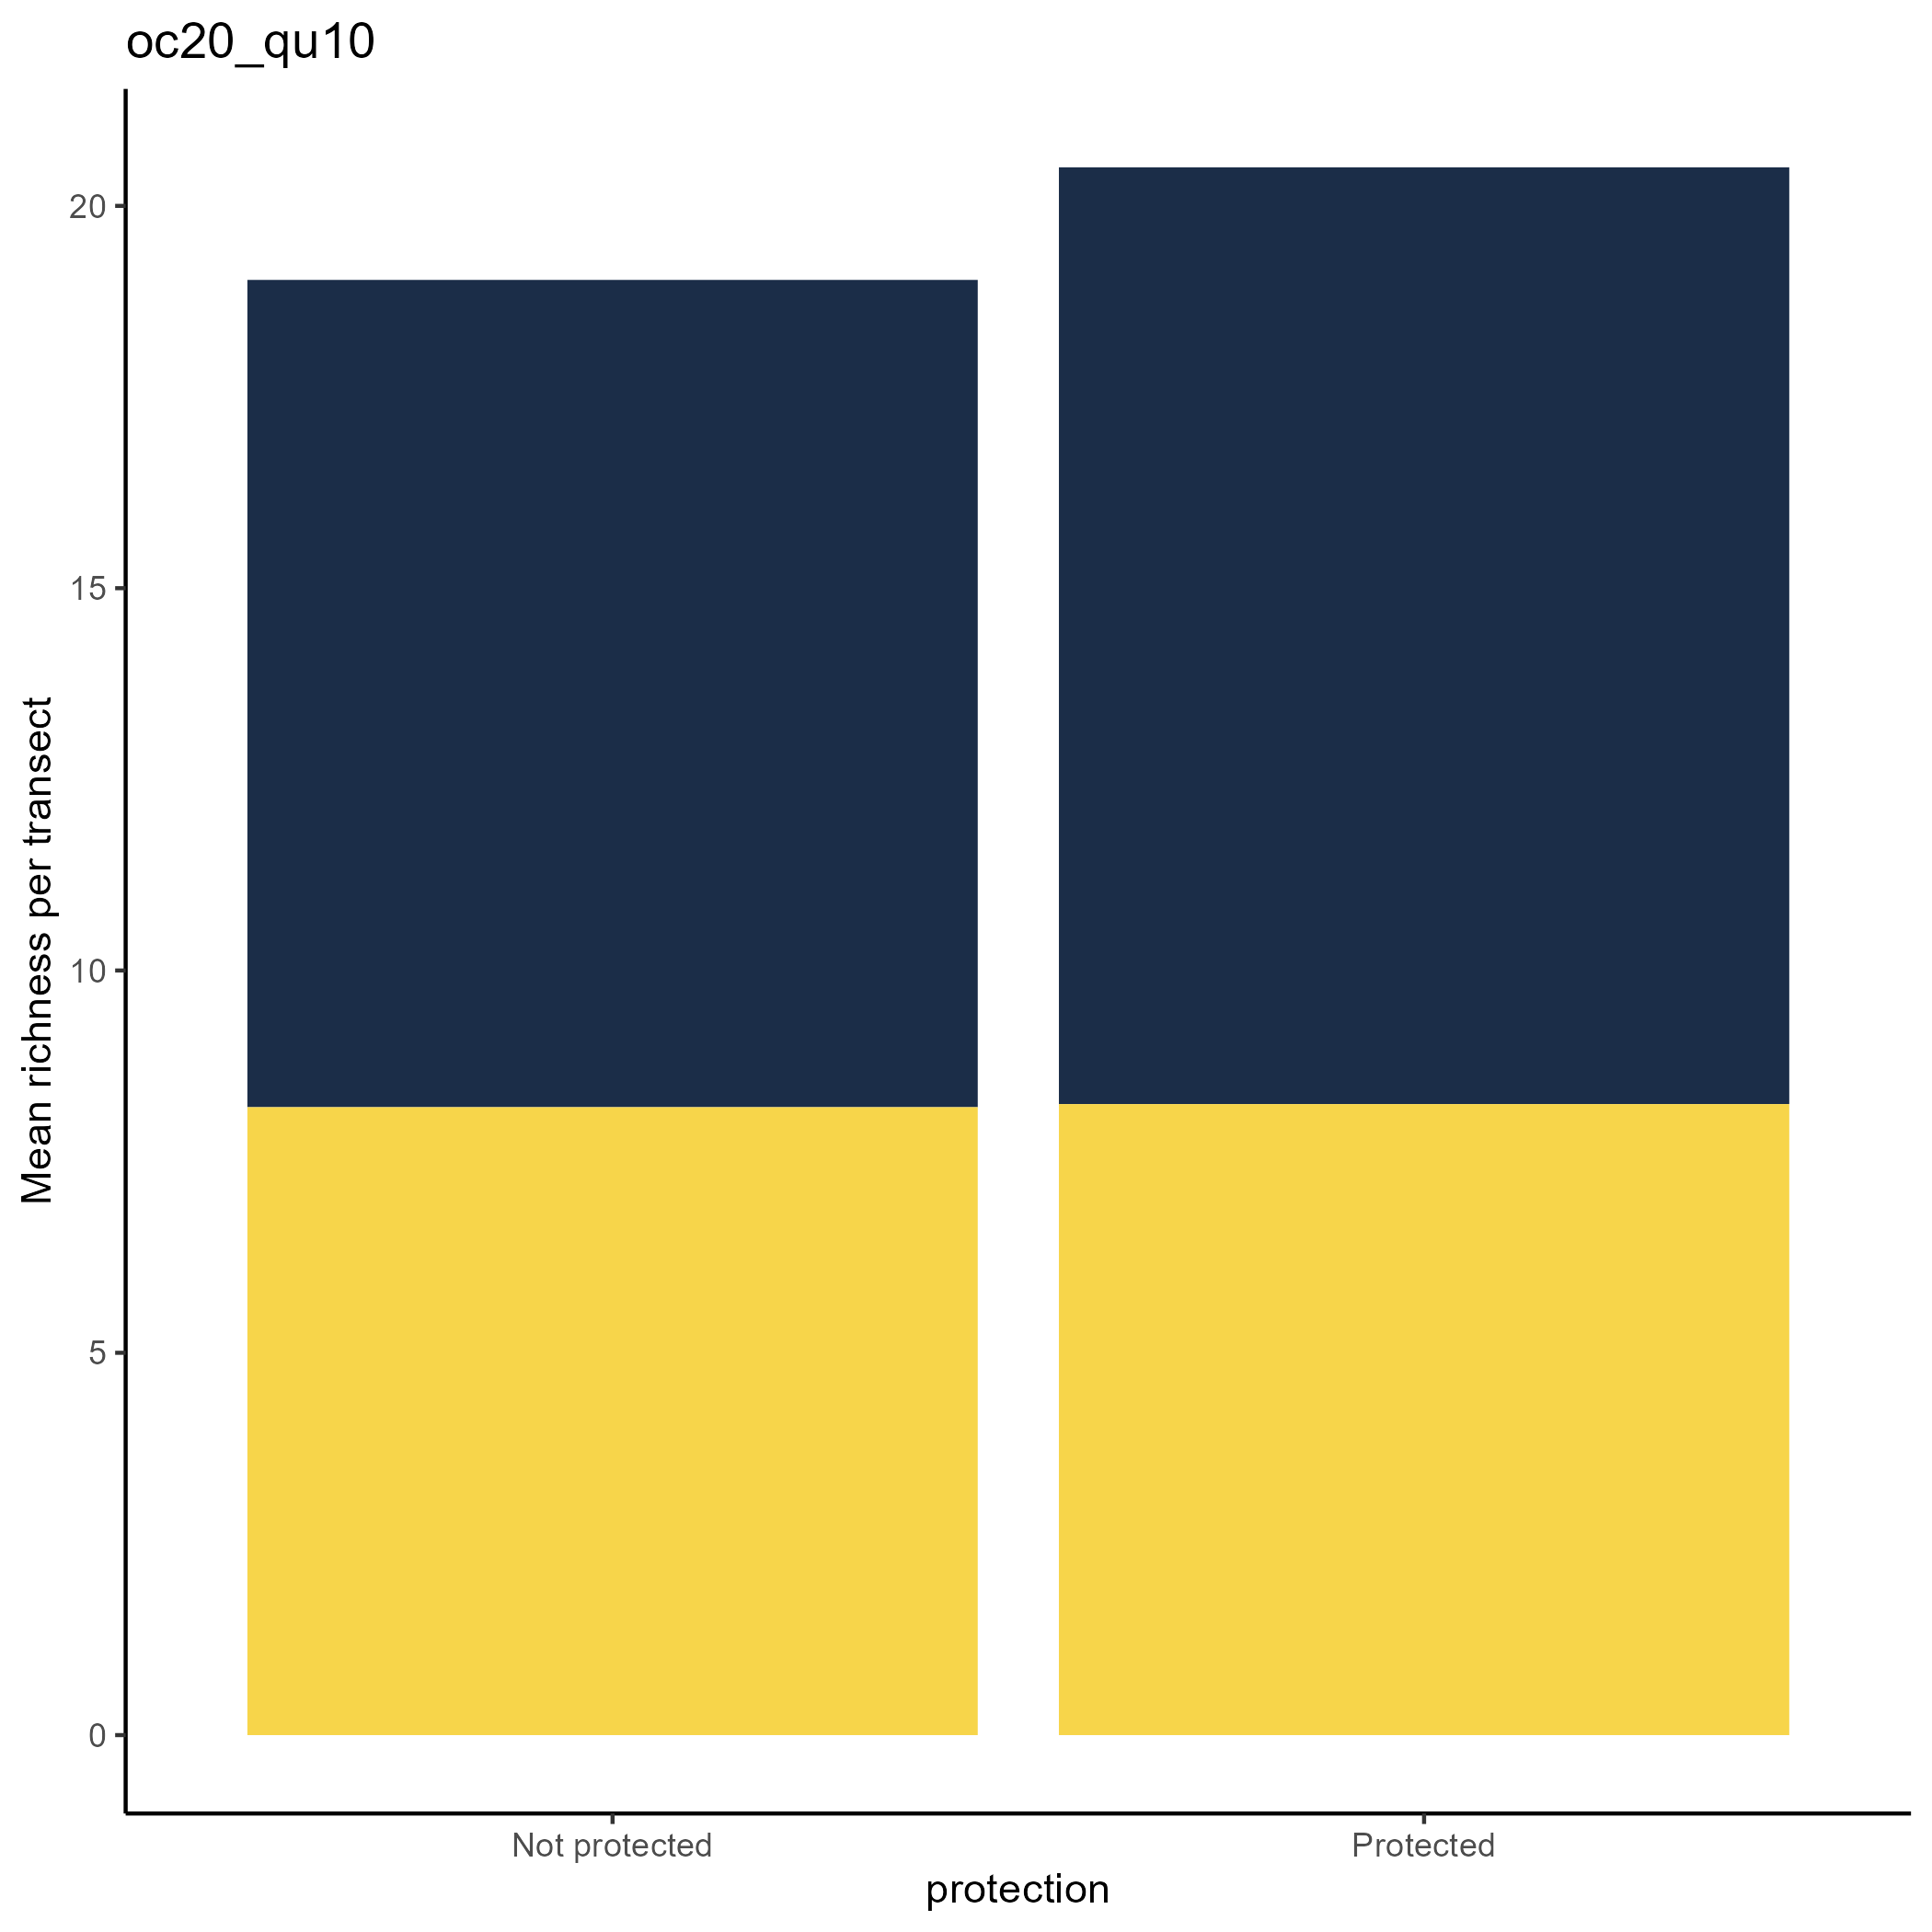 oc20_qu10
Mean richness per transect
20
15
10
5
0
Not protected
Protected
protection